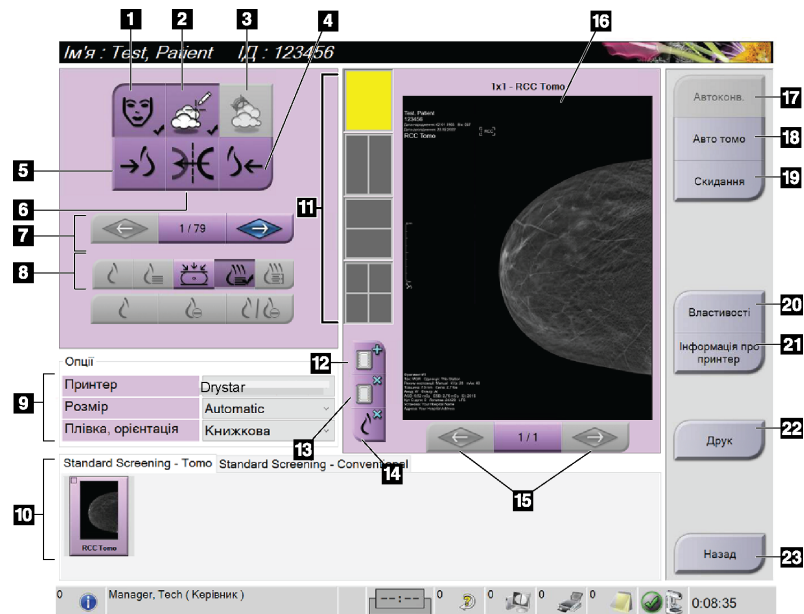 1 2 3 4 16
Ім'я : Test, Patient ІД : 123456
1x1 - RCC Tomo
Test, Patient
123456
RCC Tomo
RCC
5
6
7
8
11
1 / 79
17
18
19
Автоконв.
Авто томо
Скидання
20
21
Властивості
Інформація про
принтер
12
13
14
15
1 / 1
22
Друк
9
Опції
Принтер Drystar
Розмір Automatic
Плівка, орієнтація Книжкова
10
Standard Screening - Tomo Standard Screening - Conventional
RCC Tomo
23
Назад
0 Manager, Tech ( Керівник ) --:-- 0 0 0 0 0:08:35